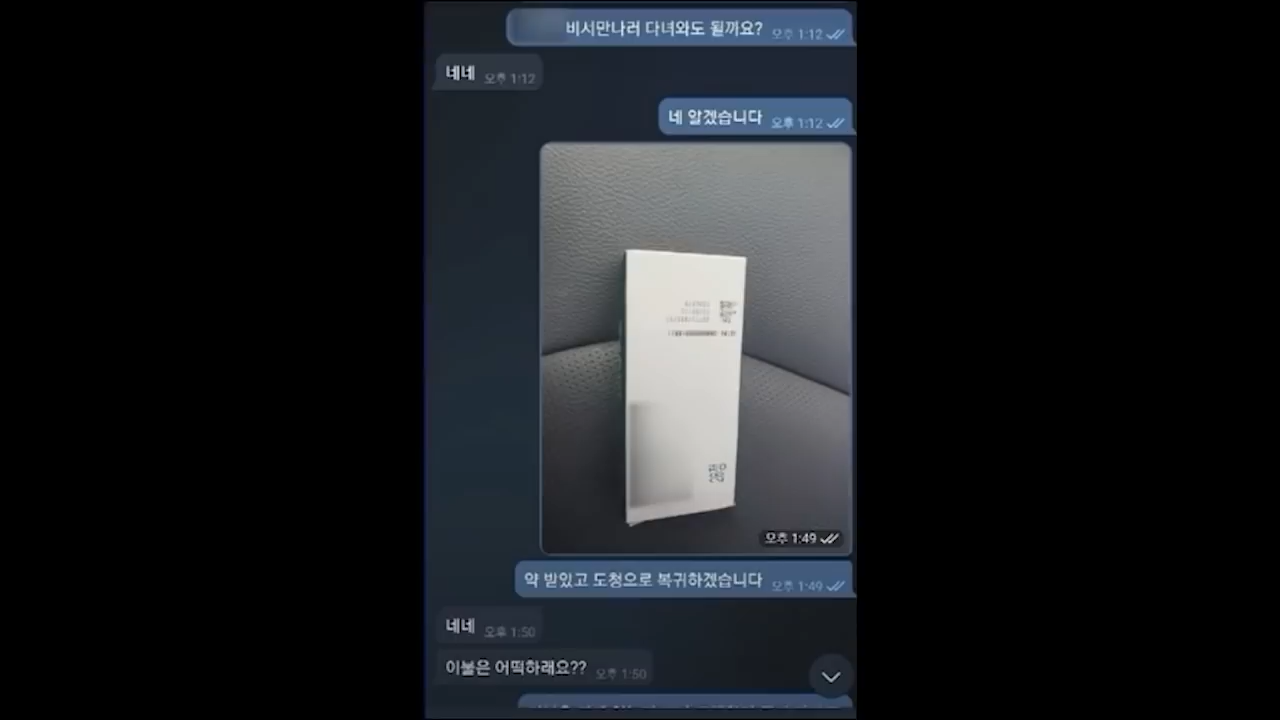 비서만나러 다녀와도 될까요? 오후 1:12
네네 오후 1:12
네 알겠습니다 오후 1:12
오후 1:49
약 받있고 도청으로 복귀하겠습니다 오후 1:49
네네 오후 1:50
이불은 어떡하래요?? 오후 1:50